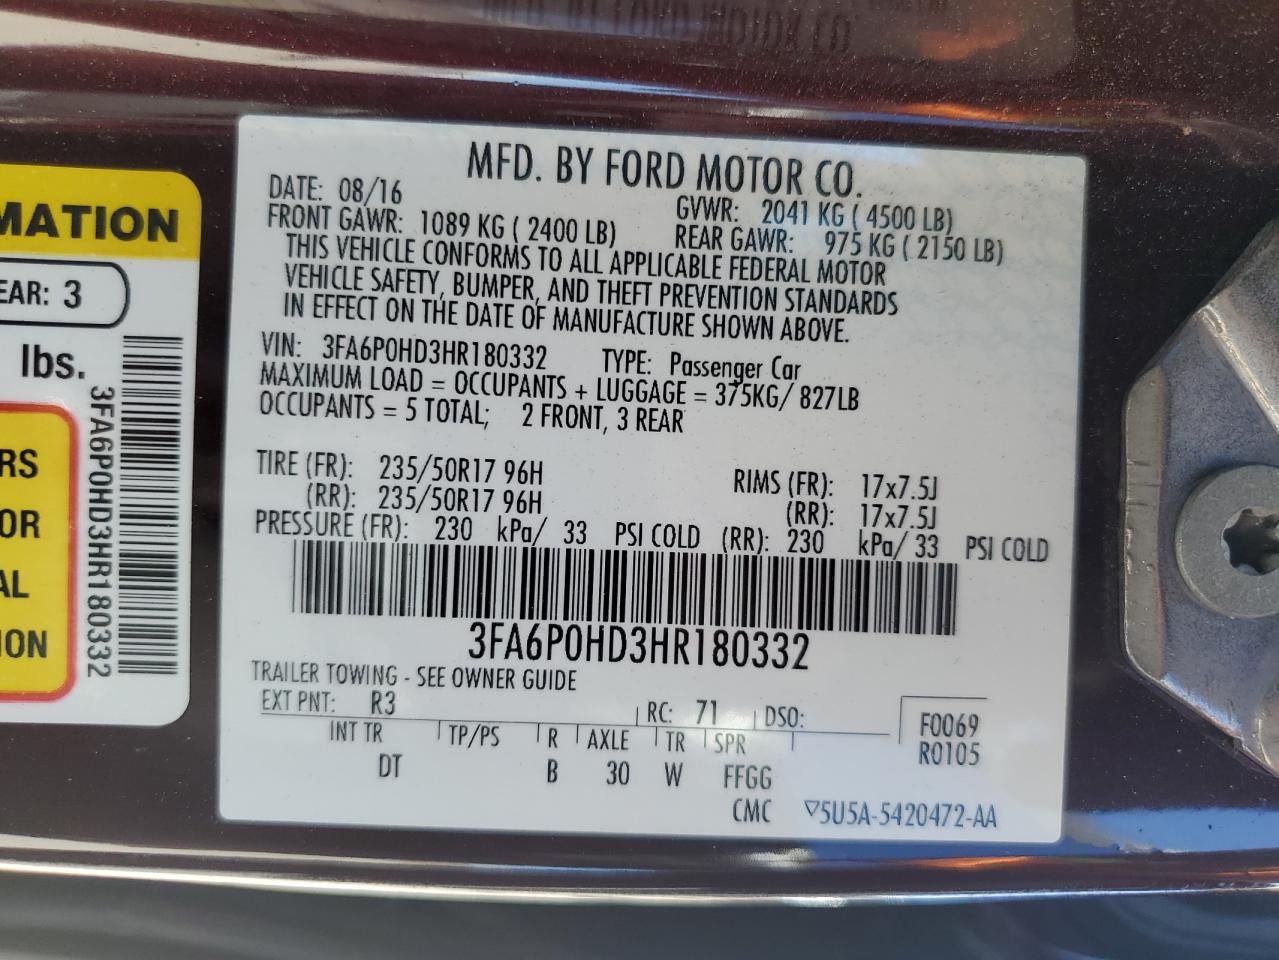 MFD. BY FORD MOTOR CO.
DATE: 08/16 GVWR: 2041 KG ( 4500 LB)
FRONT GAWR: 1089 KG ( 2400 LB) REAR GAWR: 975 KG ( 2150 LB)
THIS VEHICLE CONFORMS TO ALL APPLICABLE FEDERAL MOTOR
VEHICLE SAFETY, BUMPER, AND THEFT PREVENTION STANDARDS
IN EFFECT ON THE DATE OF MANUFACTURE SHOWN ABOVE.
VIN: 3FA6P0HD3HR180332 TYPE: Passenger Car
MAXIMUM LOAD = OCCUPANTS + LUGGAGE = 375KG/ 827LB
OCCUPANTS = 5 TOTAL; 2 FRONT, 3 REAR
TIRE (FR): 235/50R17 96H RIMS (FR): 17x7.5J
(RR): 235/50R17 96H (RR): 17x7.5J
PRESSURE (FR): 230 kPa/ 33 PSI COLD (RR): 230 kPa/ 33 PSI COLD
3FA6P0HD3HR180332
TRAILER TOWING - SEE OWNER GUIDE
EXT PNT: R3 RC: 71 DSO: F0069
INT TR TP/PS R AXLE TR SPR R0105
DT B 30 W FFGG
CMC ▽5U5A-5420472-AA
MATION
EAR: 3
lbs.
3FA6P0HD3HR180332
RS
OR
AL
ION